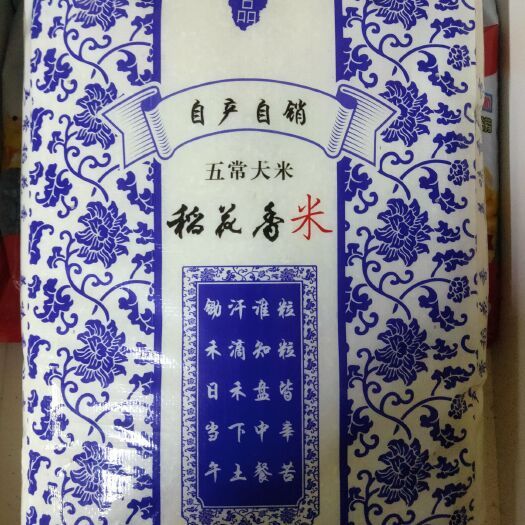 品
自产自销
五常大米
稻花香米
锄汗谁粒
禾滴知粒
日禾盘皆
当下中辛
午土餐苦